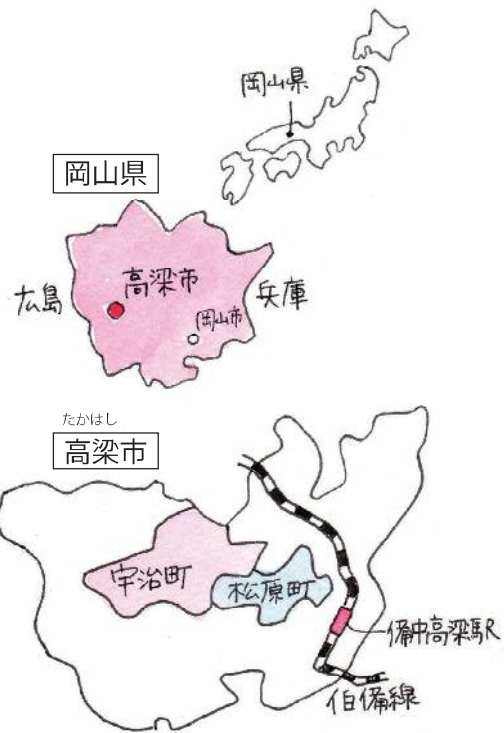 岡山県
岡山県
広島
高梁市
兵庫
岡山市
たかはし
高梁市
宇治町
松原町
備中高梁駅
伯備線